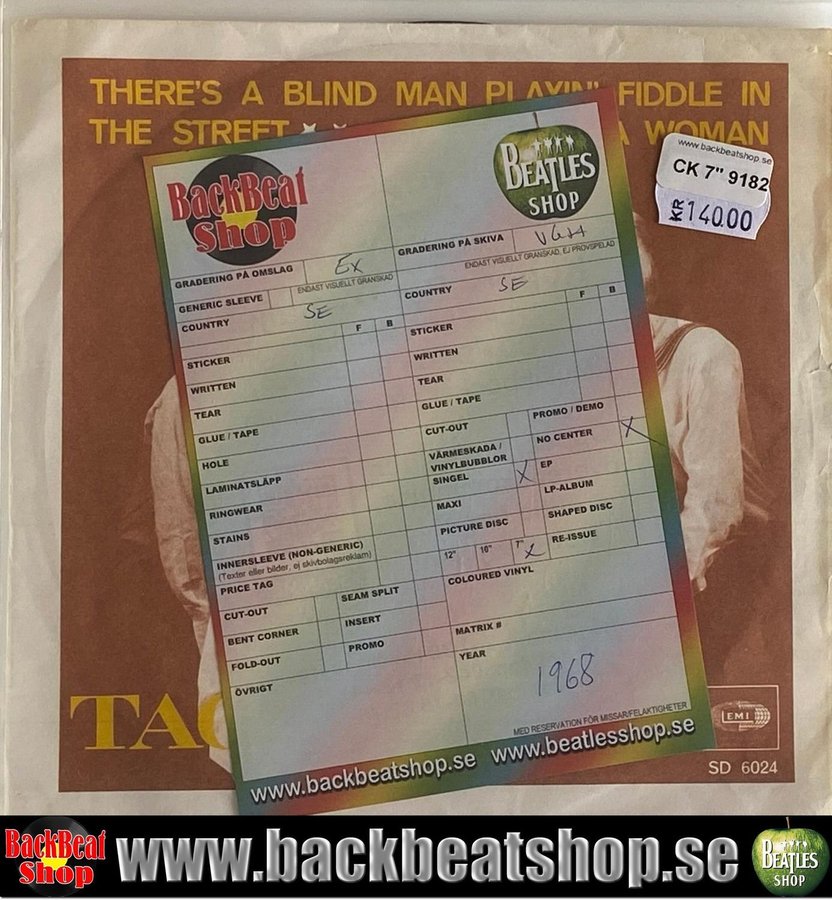 THERE'S A BLIND MAN PLAYIN' FIDDLE IN
THE STREET A WOMAN
www.backbeatshop.se
CK 7" 9182
KR 140.00
BackBeat
Shop
BEATLES
SHOP
GRADERING PÅ OMSLAG EX
ENDAST VISUELLT GRANSKAD
GENERIC SLEEVE
COUNTRY SE
F B
STICKER
WRITTEN
TEAR
GLUE / TAPE
HOLE
LAMINATSLÄPP
RINGWEAR
STAINS
INNERSLEEVE (NON-GENERIC)
(Texter eller bilder, ej skivbolagsreklam)
PRICE TAG
CUT-OUT SEAM SPLIT
BENT CORNER INSERT
FOLD-OUT PROMO
ÖVRIGT
GRADERING PÅ SKIVA VG++
ENDAST VISUELLT GRANSKAD, EJ PROVSPELAD
COUNTRY SE
F B
STICKER
WRITTEN
TEAR
GLUE / TAPE
CUT-OUT PROMO / DEMO
VÄRMESKADA /
VINYLBUBBLOR NO CENTER X
SINGEL X EP
MAXI LP-ALBUM
PICTURE DISC SHAPED DISC
12" 10" 7" X RE-ISSUE
COLOURED VINYL
MATRIX #
YEAR
1968
MED RESERVATION FÖR MISSAR/FELAKTIGHETER
www.backbeatshop.se www.beatlesshop.se
EMI
SD 6024
BackBeat
Shop
www.backbeatshop.se
BEATLES
SHOP